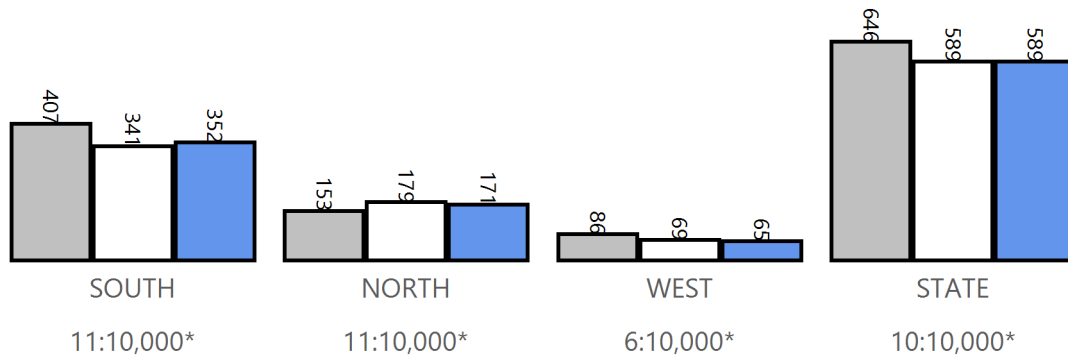 407 341 352
153 179 171
86 69 65
646 589 589
SOUTH NORTH WEST STATE
11:10,000* 11:10,000* 6:10,000* 10:10,000*